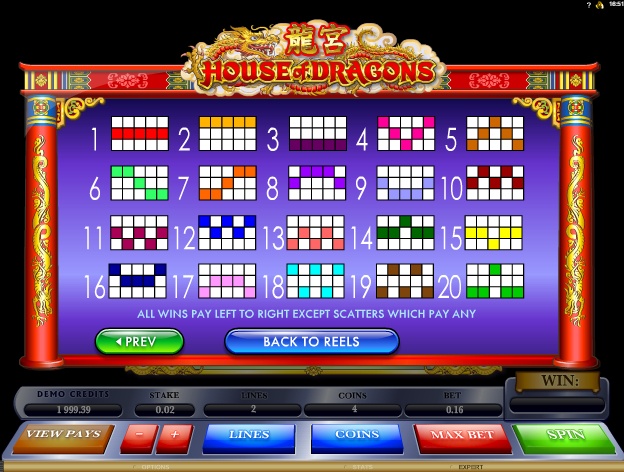 ? 16:51
龍宮
HOUSE of DRAGONS
1 2 3 4 5
6 7 8 9 10
11 12 13 14 15
16 17 18 19 20
ALL WINS PAY LEFT TO RIGHT EXCEPT SCATTERS WHICH PAY ANY
PREV BACK TO REELS
WIN:
DEMO CREDITS STAKE LINES COINS BET
1 999.39 0.02 2 4 0.16
VIEW PAYS - + LINES COINS MAX BET SPIN
OPTIONS STATS EXPERT